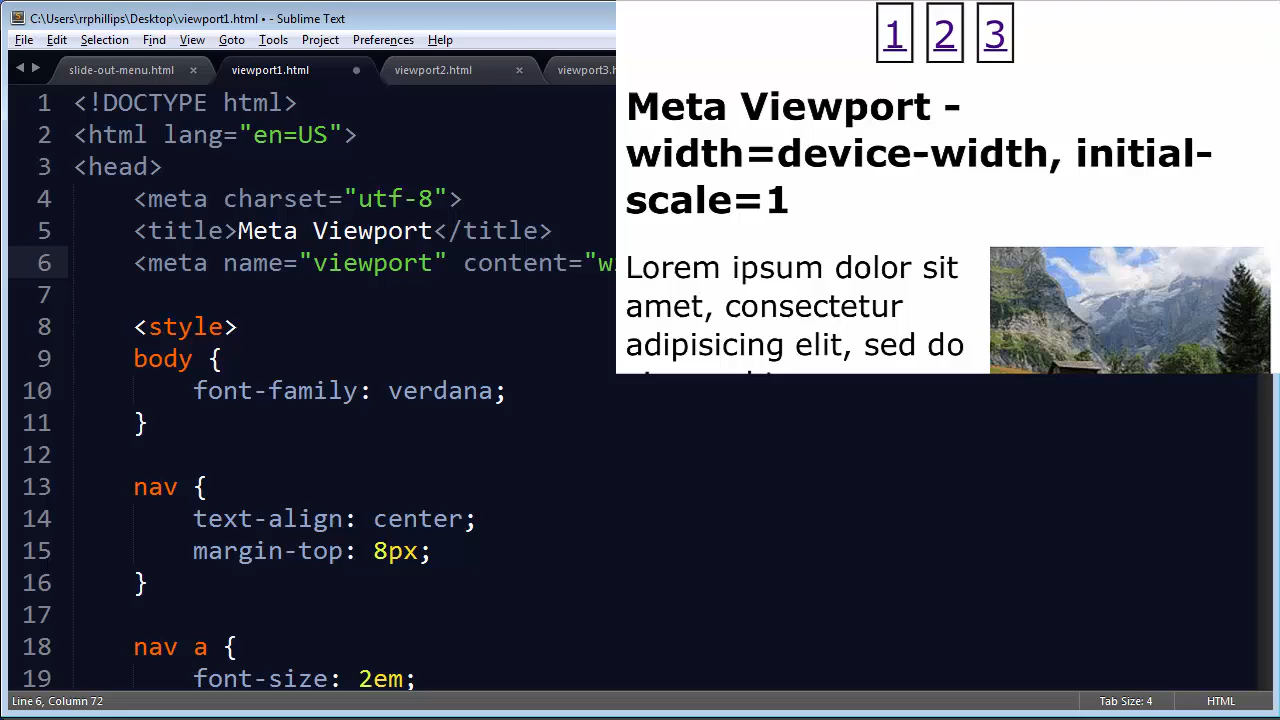 C:\Users\rrphillips\Desktop\viewport1.html • - Sublime Text
File Edit Selection Find View Goto Tools Project Preferences Help
slide-out-menu.html × viewport1.html viewport2.html × viewport3.h
1 <!DOCTYPE html>
2 <html lang="en=US">
3 <head>
4 <meta charset="utf-8">
5 <title>Meta Viewport</title>
6 <meta name="viewport" content="w
7
8 <style>
9 body {
10 font-family: verdana;
11 }
12
13 nav {
14 text-align: center;
15 margin-top: 8px;
16 }
17
18 nav a {
19 font-size: 2em;
1 2 3
Meta Viewport -
width=device-width, initial-
scale=1
Lorem ipsum dolor sit
amet, consectetur
adipisicing elit, sed do
Line 6, Column 72
Tab Size: 4
HTML